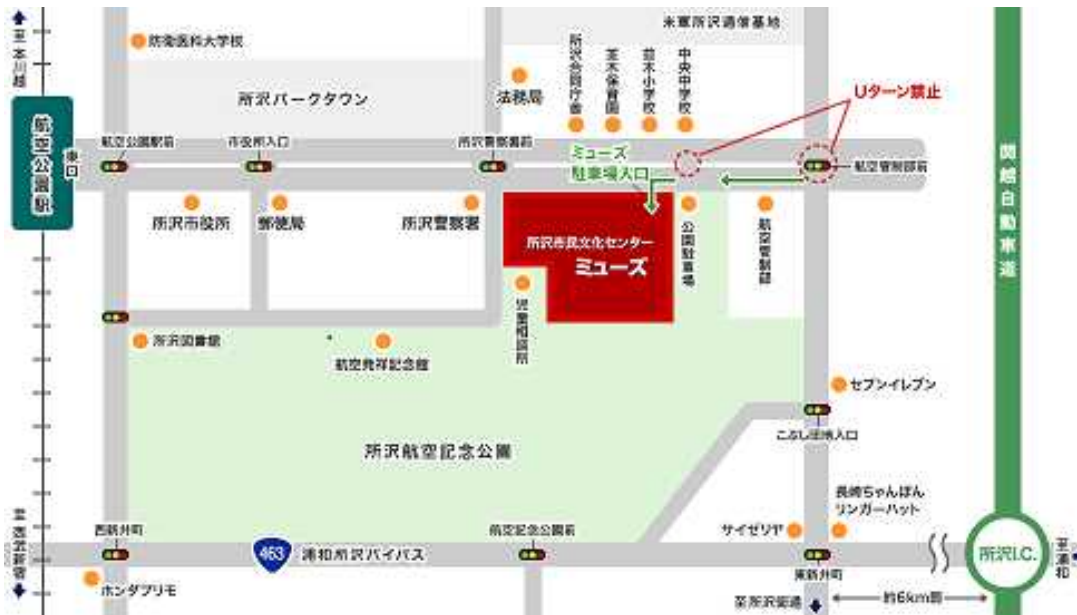 至 本川越
防衛医科大学校
所沢パークタウン
米軍所沢通信基地
法務局
所沢合同庁舎
並木保育園
並木小学校
中央中学校
Uターン禁止
航空公園駅
東口
航空公園駅前
市役所入口
所沢警察署前
航空管制部前
ミューズ
駐車場入口
所沢市役所
郵便局
所沢警察署
所沢市民文化センター
ミューズ
公園駐車場
航空管制部
関越自動車道
児童相談所
所沢図書館
航空発祥記念館
セブンイレブン
こぶし団地入口
所沢航空記念公園
長崎ちゃんぽん
リンガーハット
サイゼリヤ
西新井町
463
浦和所沢バイパス
航空記念公園前
東新井町
所沢I.C.
至 浦和
至 西武新宿
ホンダプリモ
至所沢街道
約6km間